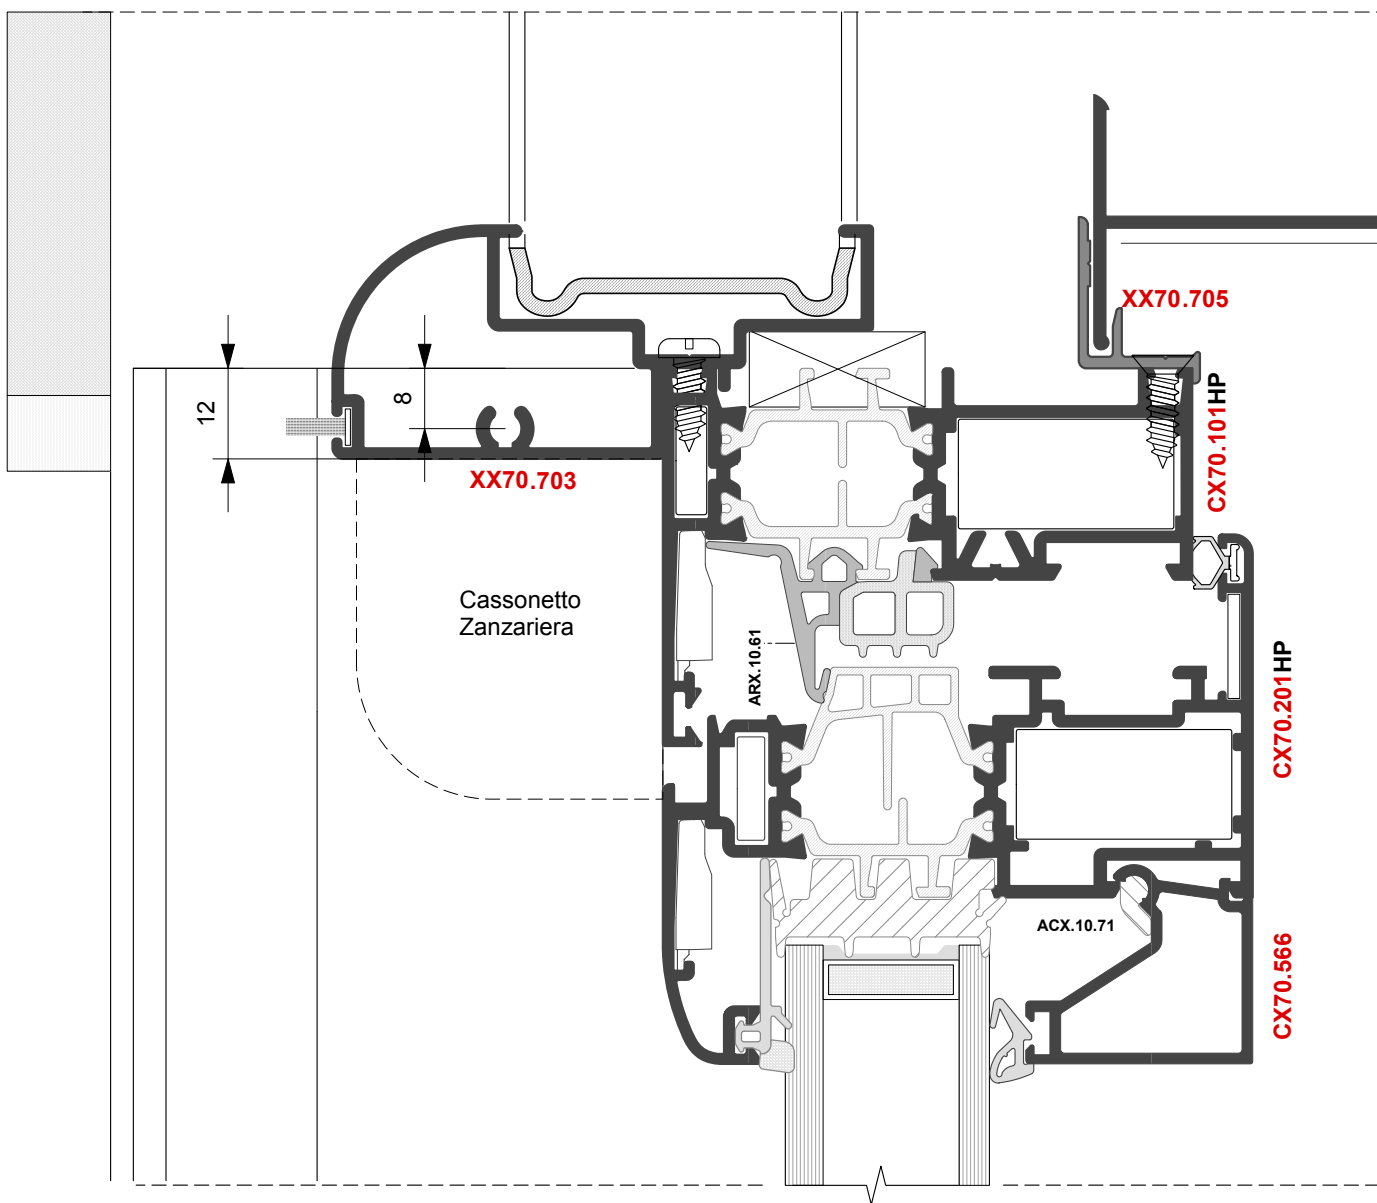 XX70.705
12
8
CX70.101HP
XX70.703
Cassonetto
Zanzariera
ARX.10.61
CX70.201HP
ACX.10.71
CX70.566